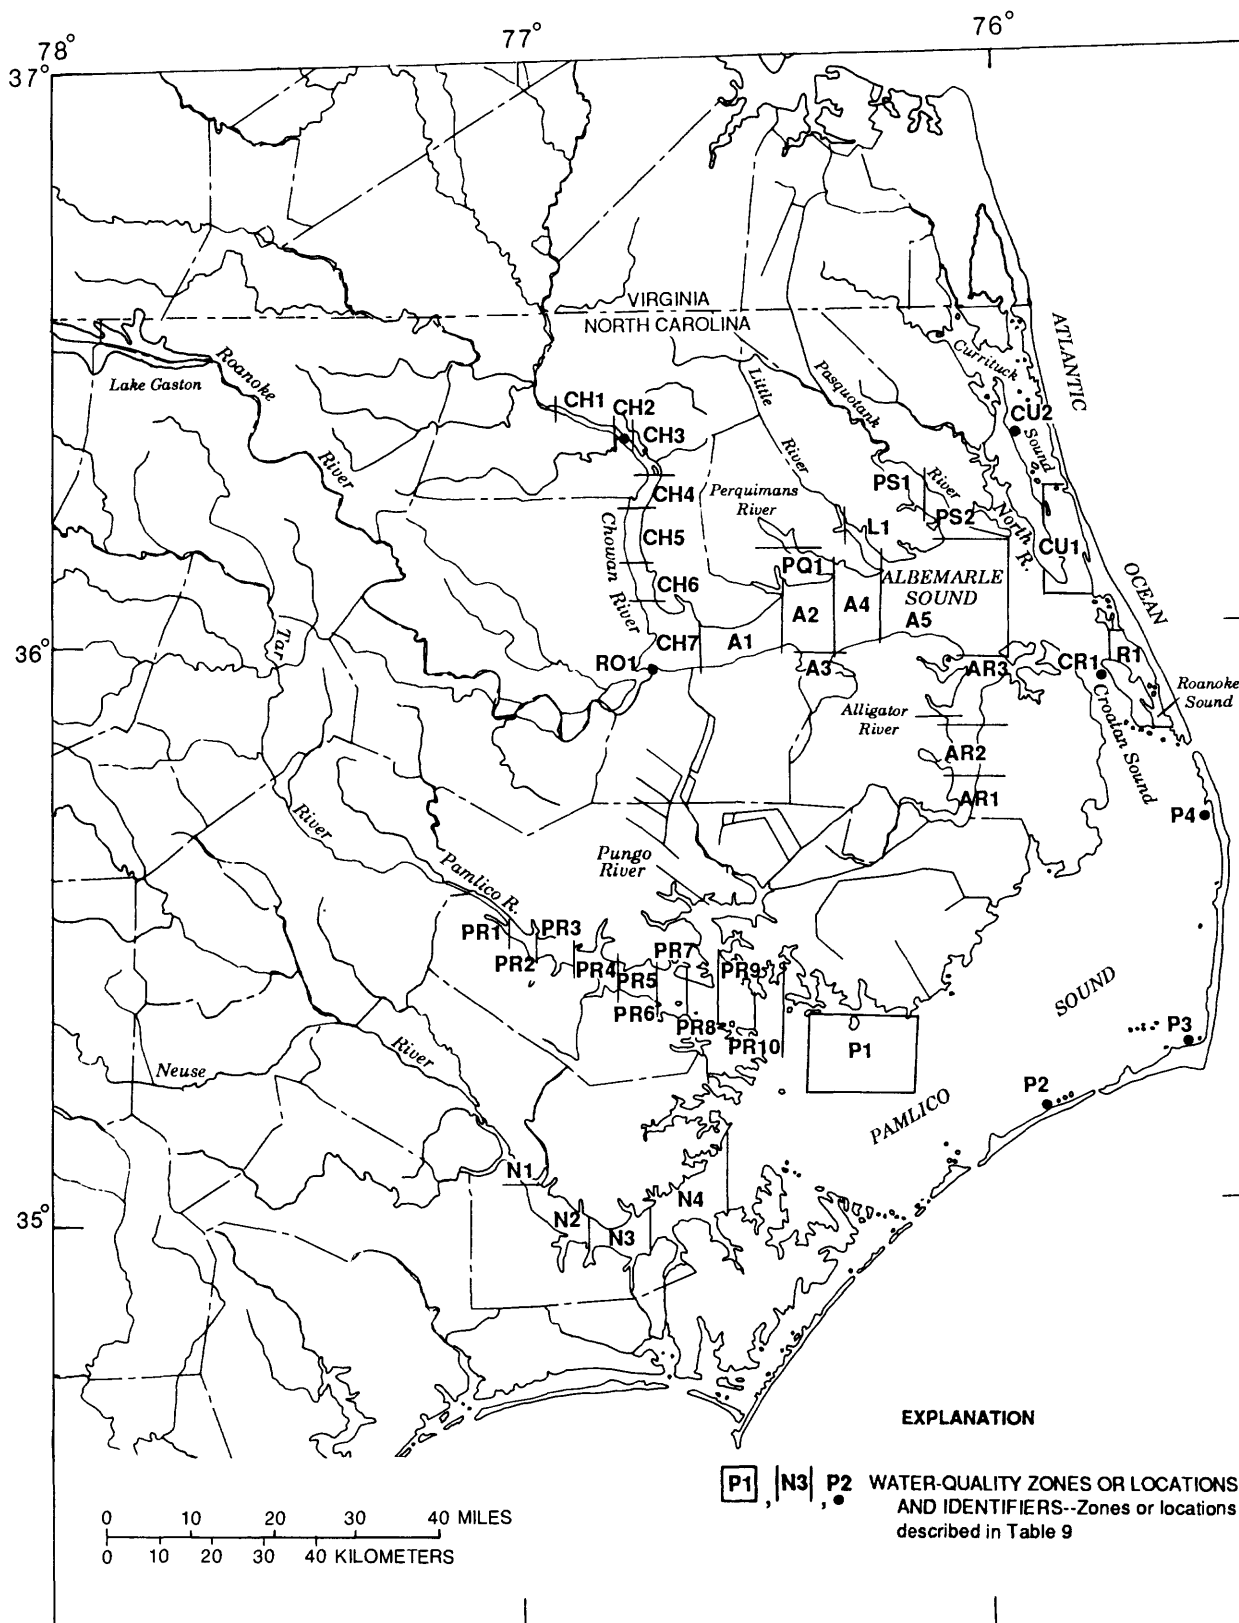 78°
77°
76°
37°
VIRGINIA
NORTH CAROLINA
ATLANTIC
Roanoke
Lake Gaston
Currituck
Little
Pasquotank
CH1
CH2
CU2
CH3
Sound
River
River
PS1
River
CH4
Perquimans
River
PS2
North R.
L1
Chowan
CH5
CU1
PQ1
OCEAN
ALBEMARLE
SOUND
CH6
A2
A4
A5
River
Tar
36°
CH7
A1
R1
RO1
A3
AR3
CR1
Roanoke
Sound
Alligator
River
Croatan Sound
AR2
AR1
River
P4
Pungo
River
Pamlico R.
PR1
PR3
PR7
PR2
PR4
PR9
PR5
SOUND
PR6
PR8
PR10
P1
P3
River
Neuse
P2
PAMLICO
N1
N4
35°
N2
N3
EXPLANATION
P1 , N3 , P2 WATER-QUALITY ZONES OR LOCATIONS
AND IDENTIFIERS--Zones or locations
described in Table 9
0 10 20 30 40 MILES
0 10 20 30 40 KILOMETERS